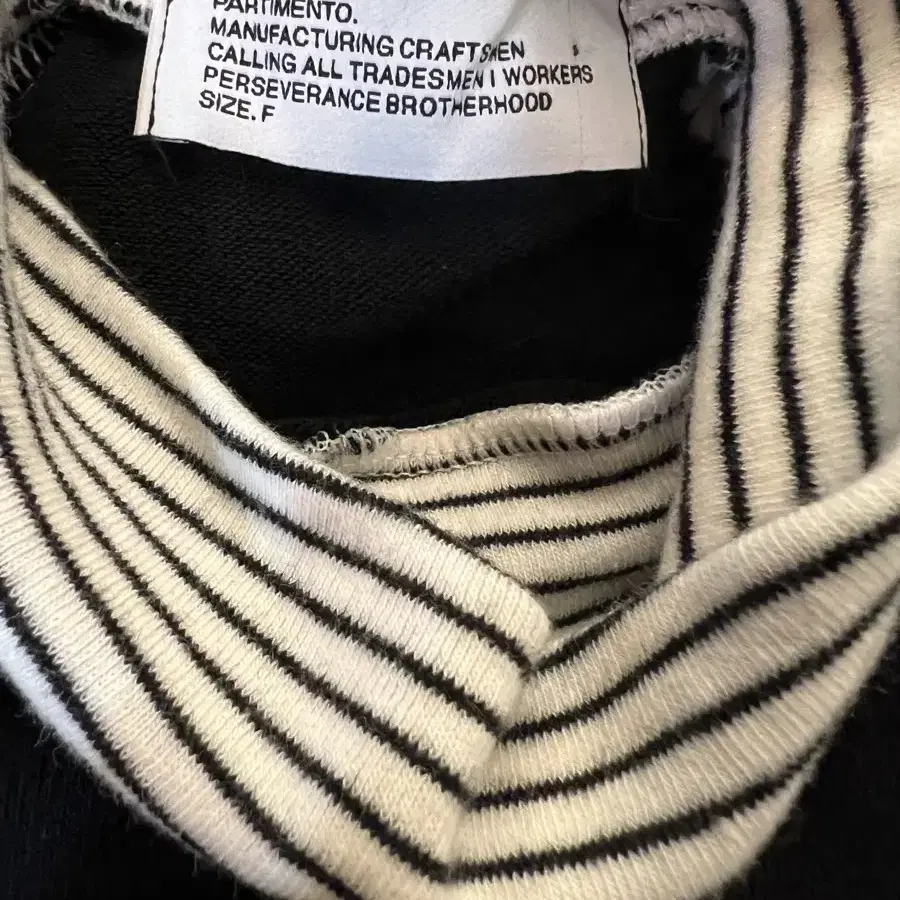 PARTIMENTO.
MANUFACTURING CRAFTSMEN
CALLING ALL TRADESMEN I WORKERS
PERSEVERANCE BROTHERHOOD
SIZE. F